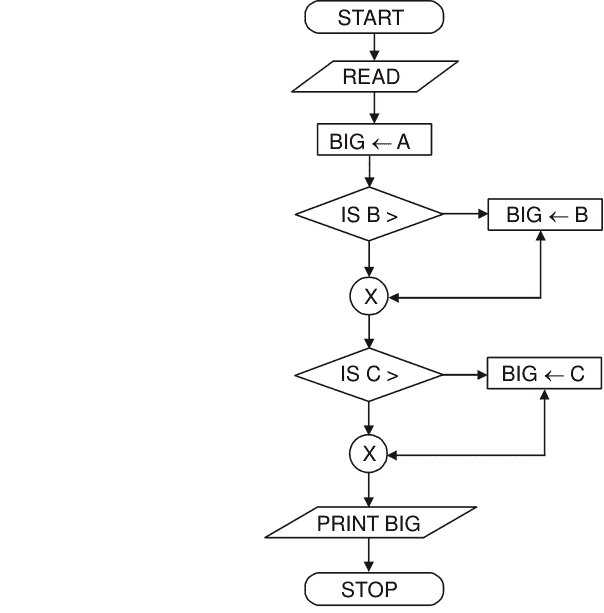 START
READ
BIG ← A
IS B >
BIG ← B
X
IS C >
BIG ← C
X
PRINT BIG
STOP